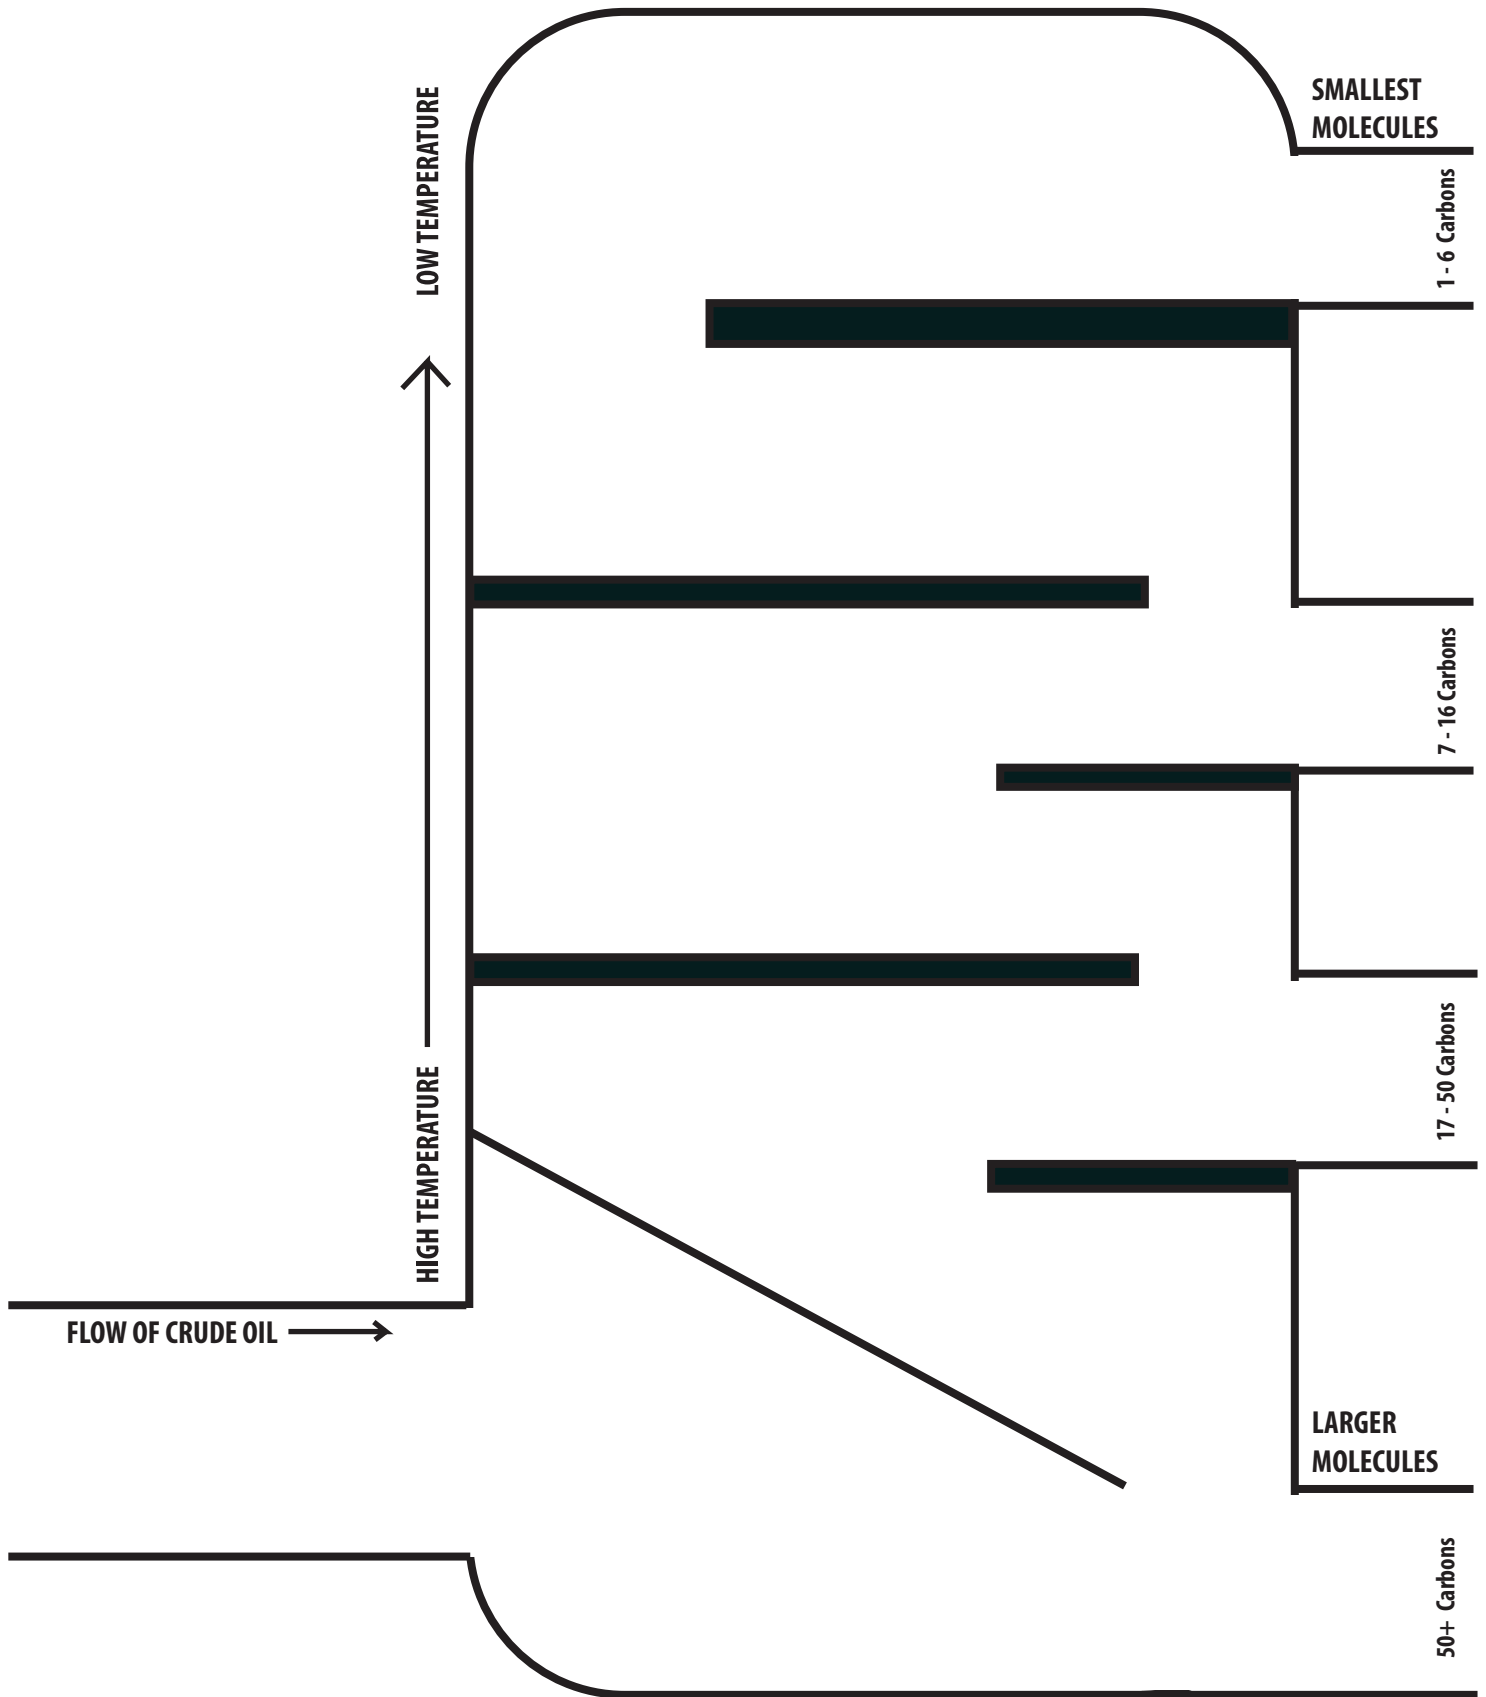 SMALLEST
MOLECULES
LOW TEMPERATURE
1 - 6 Carbons
7 - 16 Carbons
17 - 50 Carbons
HIGH TEMPERATURE
FLOW OF CRUDE OIL
LARGER
MOLECULES
50+ Carbons